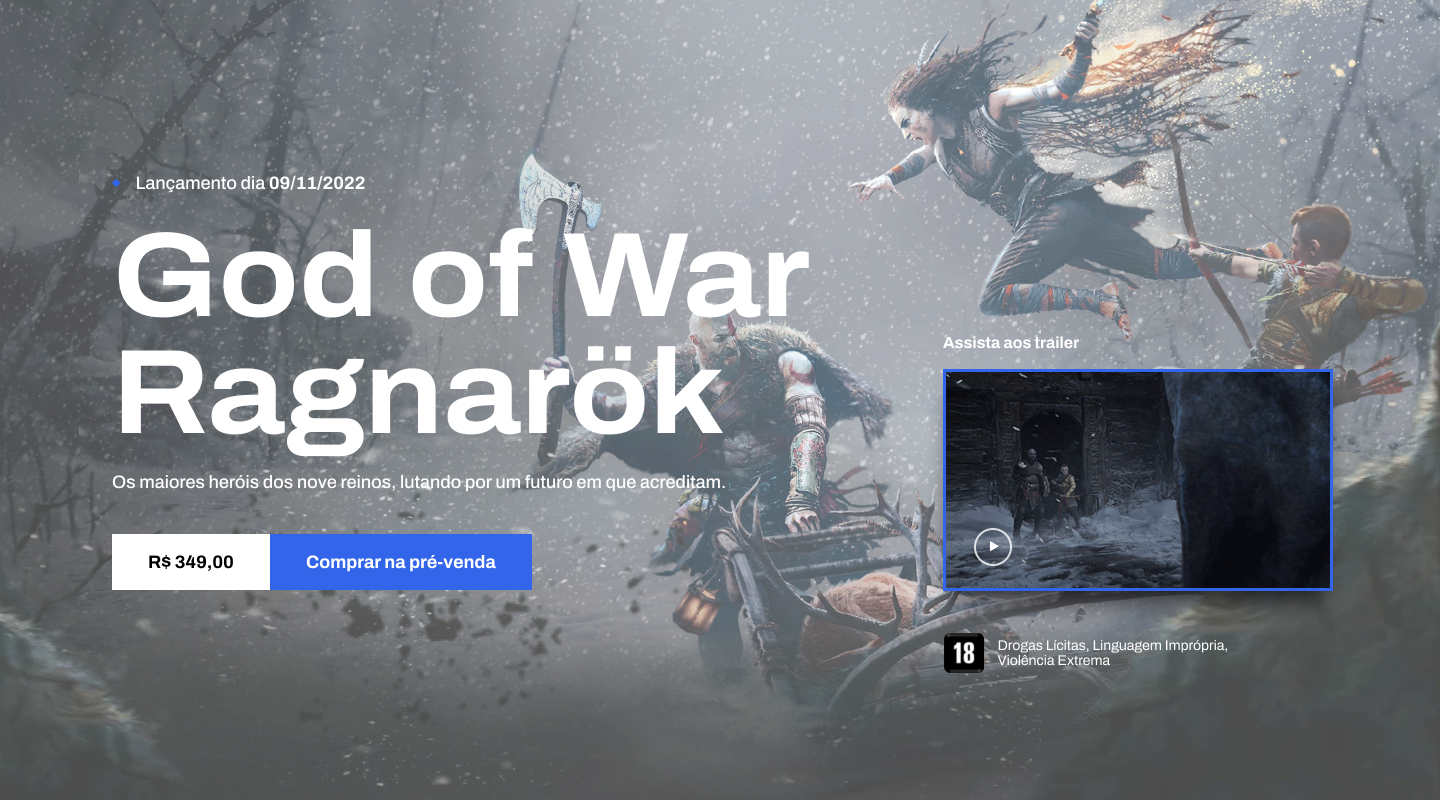 Lançamento dia 09/11/2022
God of War
Ragnarök
Os maiores heróis dos nove reinos, lutando por um futuro em que acreditam.
R$ 349,00
Comprar na pré-venda
Assista aos trailer
18
Drogas Lícitas, Linguagem Imprópria,
Violência Extrema